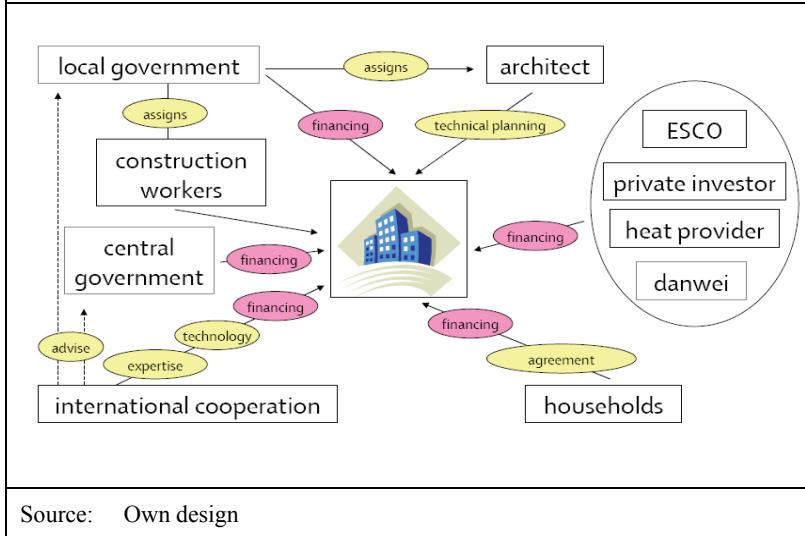 local government
assigns
architect
assigns
financing
technical planning
ESCO
construction
workers
private investor
heat provider
danwei
central
government
financing
financing
financing
technology
expertise
advise
financing
agreement
international cooperation
households
Source: Own design